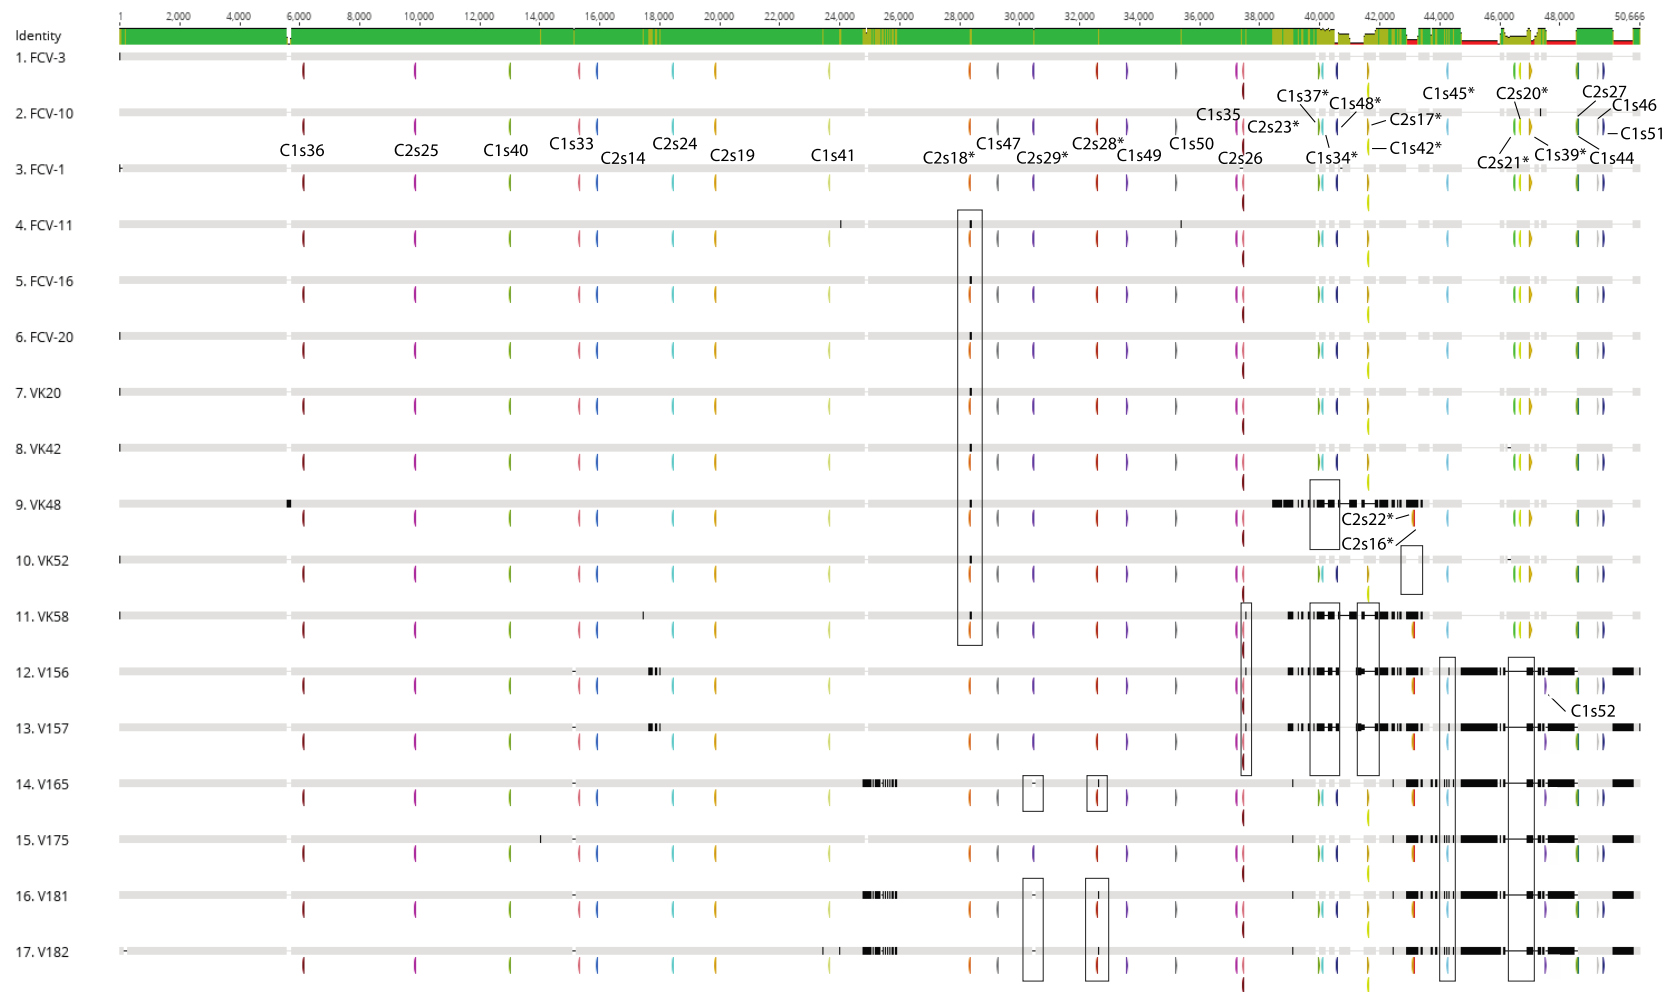 1 2,000 4,000 6,000 8,000 10,000 12,000 14,000 16,000 18,000 20,000 22,000 24,000 26,000 28,000 30,000 32,000 34,000 36,000 38,000 40,000 42,000 44,000 46,000 48,000 50,666
Identity
1. FCV-3
C1s37* C1s48* C1s45* C2s20* C2s27 C1s46
2. FCV-10 C1s35 C2s23* C2s17* C1s51
C1s36 C2s25 C1s40 C1s33 C2s14 C2s24 C2s19 C1s41 C2s18* C1s47 C2s29* C2s28* C1s49 C1s50 C2s26 C1s34* C1s42* C2s21* C1s39* C1s44
3. FCV-1
4. FCV-11
5. FCV-16
6. FCV-20
7. VK20
8. VK42
9. VK48
C2s22*
C2s16*
10. VK52
11. VK58
12. V156
C1s52
13. V157
14. V165
15. V175
16. V181
17. V182